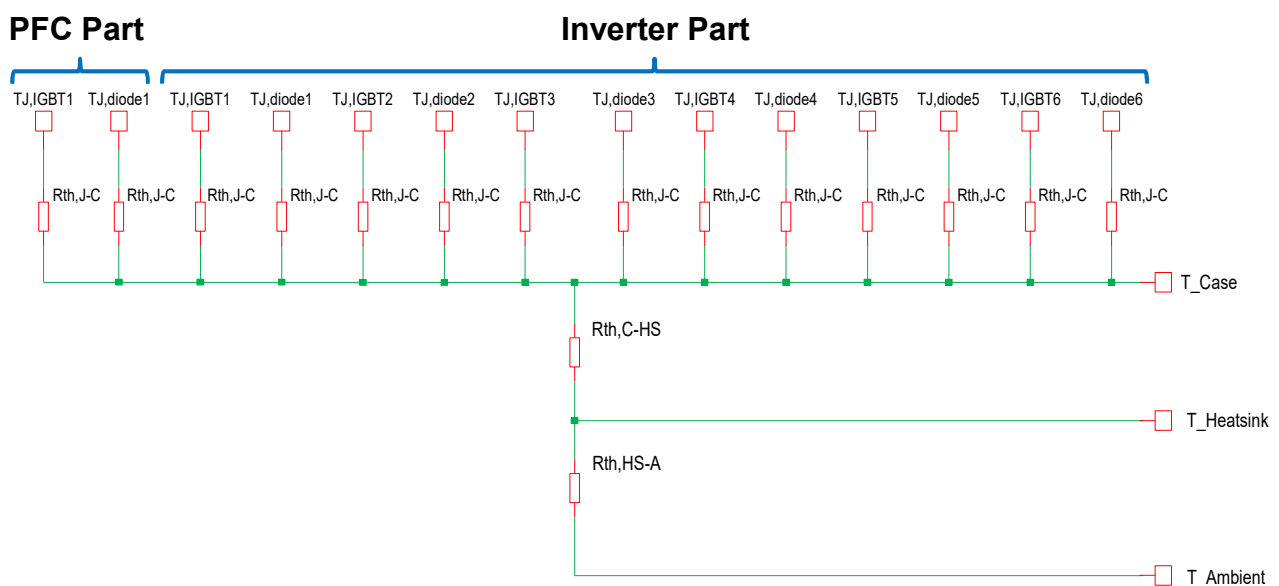 PFC Part Inverter Part
TJ,IGBT1 TJ,diode1 TJ,IGBT1 TJ,diode1 TJ,IGBT2 TJ,diode2 TJ,IGBT3 TJ,diode3 TJ,IGBT4 TJ,diode4 TJ,IGBT5 TJ,diode5 TJ,IGBT6 TJ,diode6
Rth,J-C Rth,J-C Rth,J-C Rth,J-C Rth,J-C Rth,J-C Rth,J-C Rth,J-C Rth,J-C Rth,J-C Rth,J-C Rth,J-C Rth,J-C Rth,J-C
T_Case
Rth,C-HS
T_Heatsink
Rth,HS-A
T_Ambient